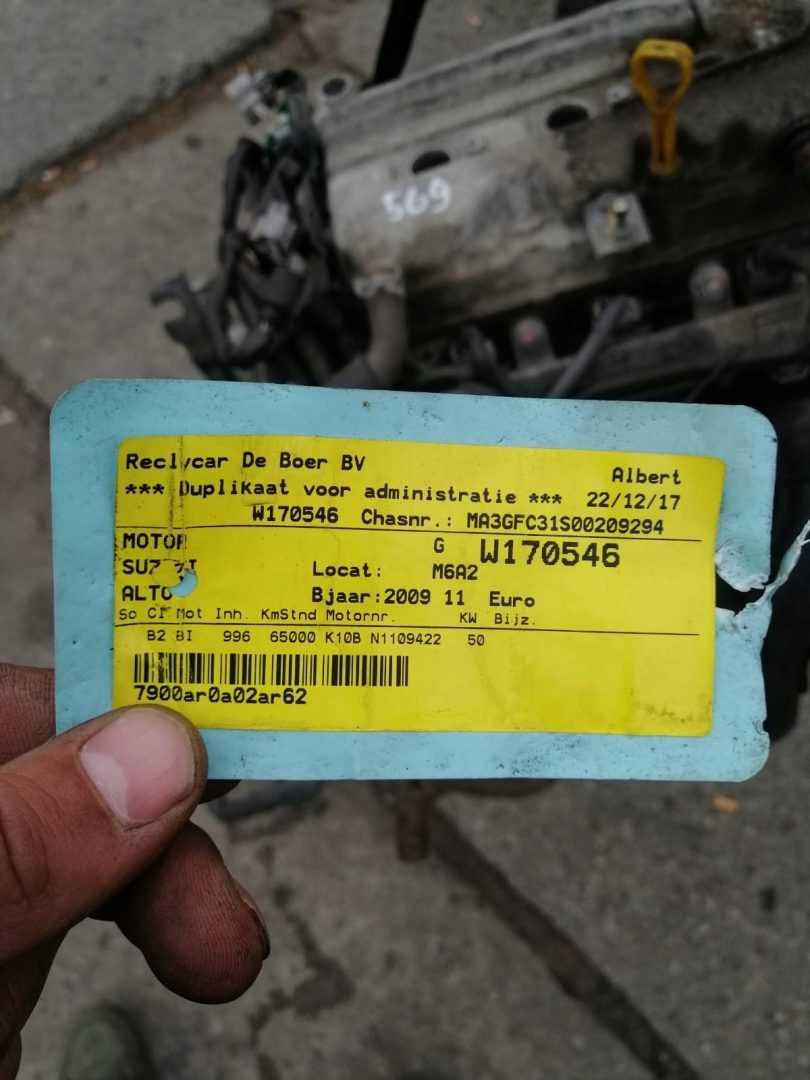 569
Reclycar De Boer BV Albert
*** Duplikaat voor administratie *** 22/12/17
W170546 Chasnr.: MA3GFC31S00209294
MOTOR G W170546
Locat: M6A2
ALTO Bjaar:2009 11 Euro
So Cl Mot Inh. KmStnd Motornr. KW Bijz.
B2 BI 996 65000 K10B N1109422 50
7900ar0a02ar62